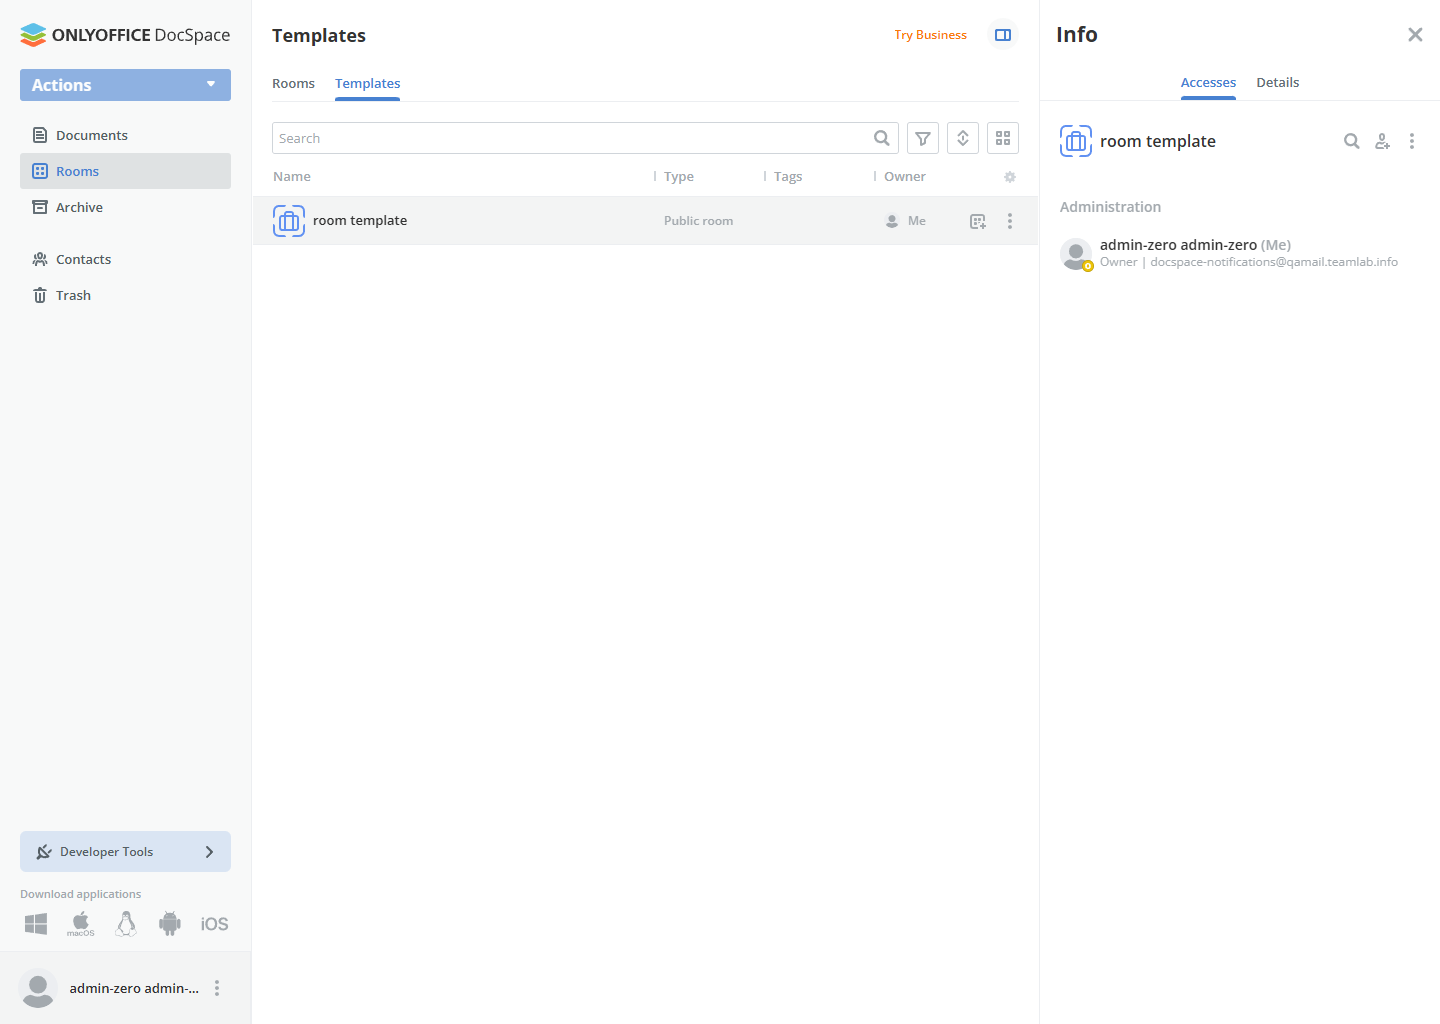 ONLYOFFICE DocSpace
Actions
Documents
Rooms
Archive
Contacts
Trash
Developer Tools
Download applications
macOS
iOS
admin-zero admin-...
Templates
Try Business
Rooms
Templates
Search
Name
Type
Tags
Owner
room template
Public room
Me
Info
Accesses
Details
room template
Administration
admin-zero admin-zero (Me)
Owner | docspace-notifications@qamail.teamlab.info